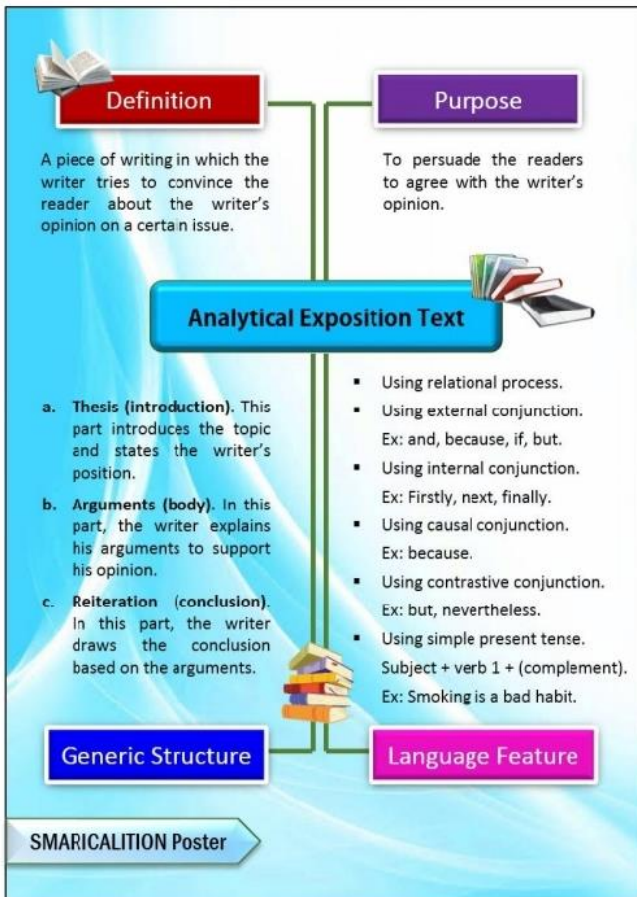 Definition
A piece of writing in which the
writer tries to convince the
reader about the writer's
opinion on a certain issue.
Purpose
To persuade the readers
to agree with the writer's
opinion.
Analytical Exposition Text
a. Thesis (introduction). This
part introduces the topic
and states the writer's
position.
b. Arguments (body). In this
part, the writer explains
his arguments to support
his opinion.
c. Reiteration (conclusion).
In this part, the writer
draws the conclusion
based on the arguments.
Generic Structure
▪ Using relational process.
▪ Using external conjunction.
Ex: and, because, if, but.
▪ Using internal conjunction.
Ex: Firstly, next, finally.
▪ Using causal conjunction.
Ex: because.
▪ Using contrastive conjunction.
Ex: but, nevertheless.
▪ Using simple present tense.
Subject + verb 1 + (complement).
Ex: Smoking is a bad habit.
Language Feature
SMARICALITION Poster